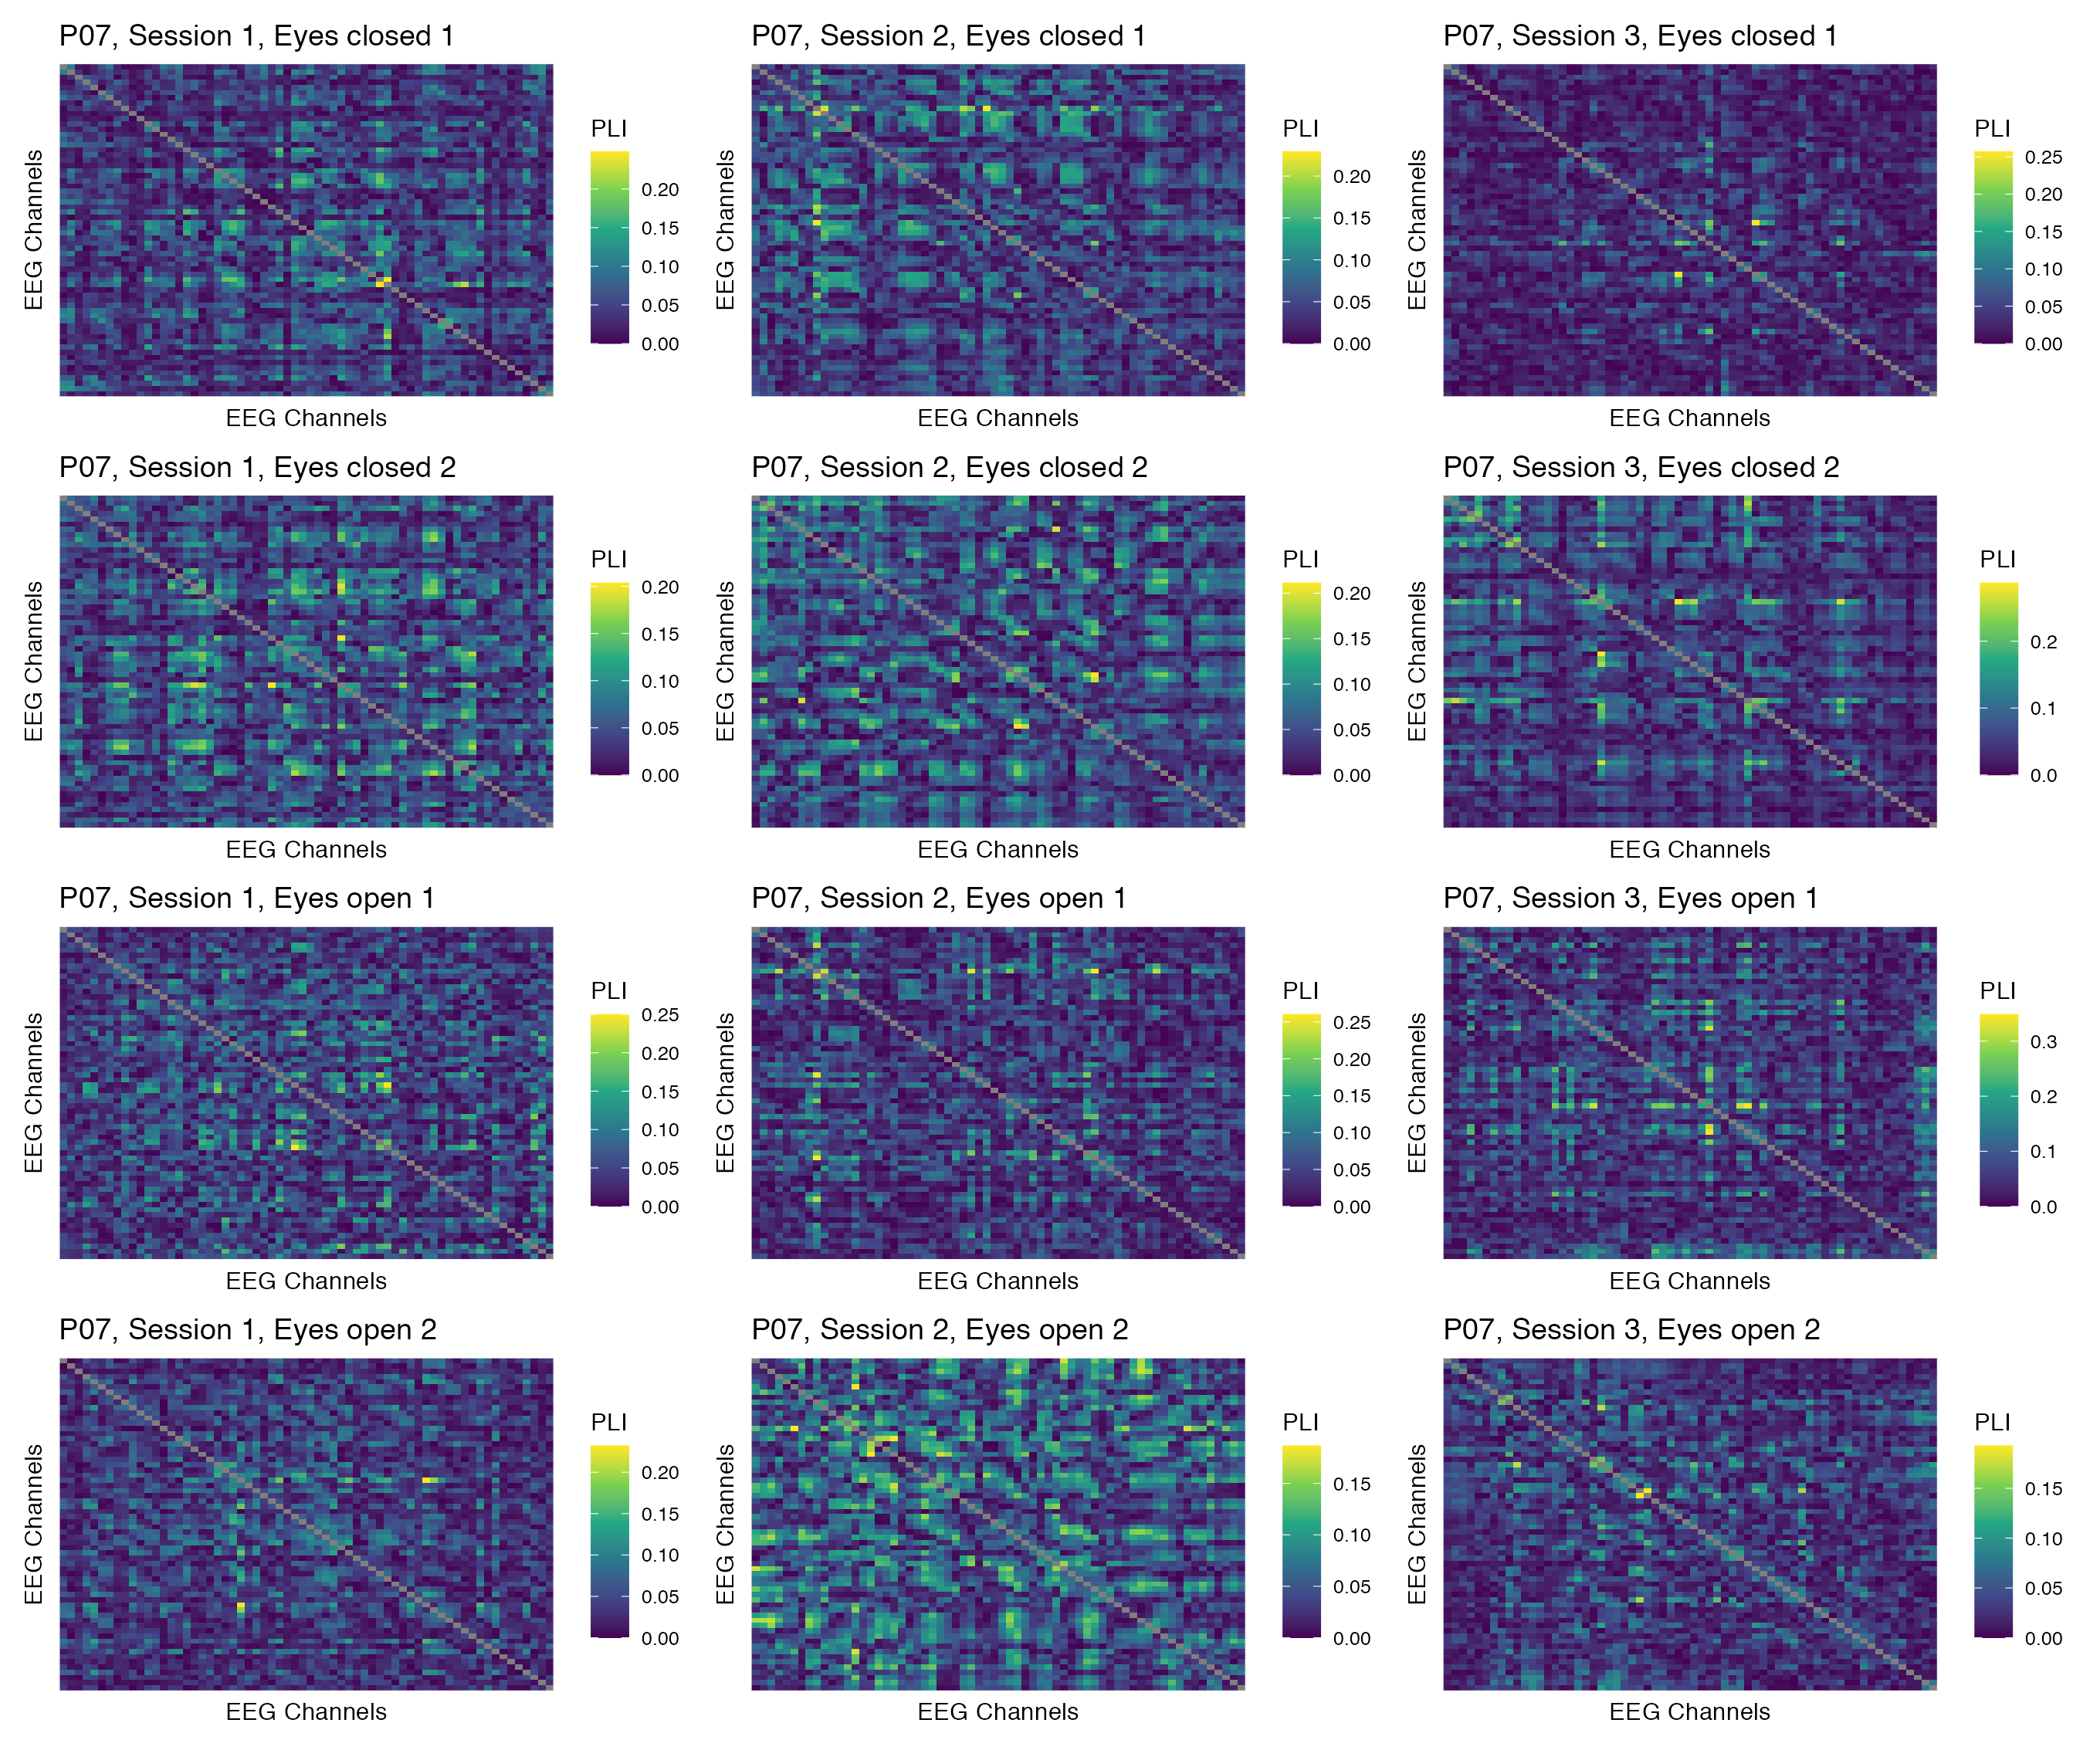 P07, Session 1, Eyes closed 1
EEG Channels
EEG Channels
PLI
0.20
0.15
0.10
0.05
0.00
P07, Session 2, Eyes closed 1
EEG Channels
EEG Channels
PLI
0.20
0.15
0.10
0.05
0.00
P07, Session 3, Eyes closed 1
EEG Channels
EEG Channels
PLI
0.25
0.20
0.15
0.10
0.05
0.00
P07, Session 1, Eyes closed 2
EEG Channels
EEG Channels
PLI
0.20
0.15
0.10
0.05
0.00
P07, Session 2, Eyes closed 2
EEG Channels
EEG Channels
PLI
0.20
0.15
0.10
0.05
0.00
P07, Session 3, Eyes closed 2
EEG Channels
EEG Channels
PLI
0.2
0.1
0.0
P07, Session 1, Eyes open 1
EEG Channels
EEG Channels
PLI
0.25
0.20
0.15
0.10
0.05
0.00
P07, Session 2, Eyes open 1
EEG Channels
EEG Channels
PLI
0.25
0.20
0.15
0.10
0.05
0.00
P07, Session 3, Eyes open 1
EEG Channels
EEG Channels
PLI
0.3
0.2
0.1
0.0
P07, Session 1, Eyes open 2
EEG Channels
EEG Channels
PLI
0.20
0.15
0.10
0.05
0.00
P07, Session 2, Eyes open 2
EEG Channels
EEG Channels
PLI
0.15
0.10
0.05
0.00
P07, Session 3, Eyes open 2
EEG Channels
EEG Channels
PLI
0.15
0.10
0.05
0.00